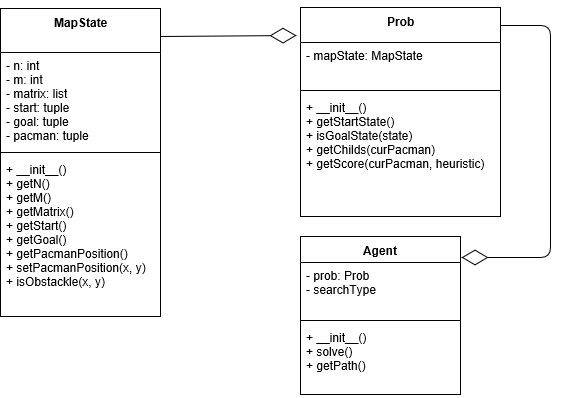 MapState
- n: int
- m: int
- matrix: list
- start: tuple
- goal: tuple
- pacman: tuple
+ __init__()
+ getN()
+ getM()
+ getMatrix()
+ getStart()
+ getGoal()
+ getPacmanPosition()
+ setPacmanPosition(x, y)
+ isObstackle(x, y)
Prob
- mapState: MapState
+ __init__()
+ getStartState()
+ isGoalState(state)
+ getChilds(curPacman)
+ getScore(curPacman, heuristic)
Agent
- prob: Prob
- searchType
+ __init__()
+ solve()
+ getPath()